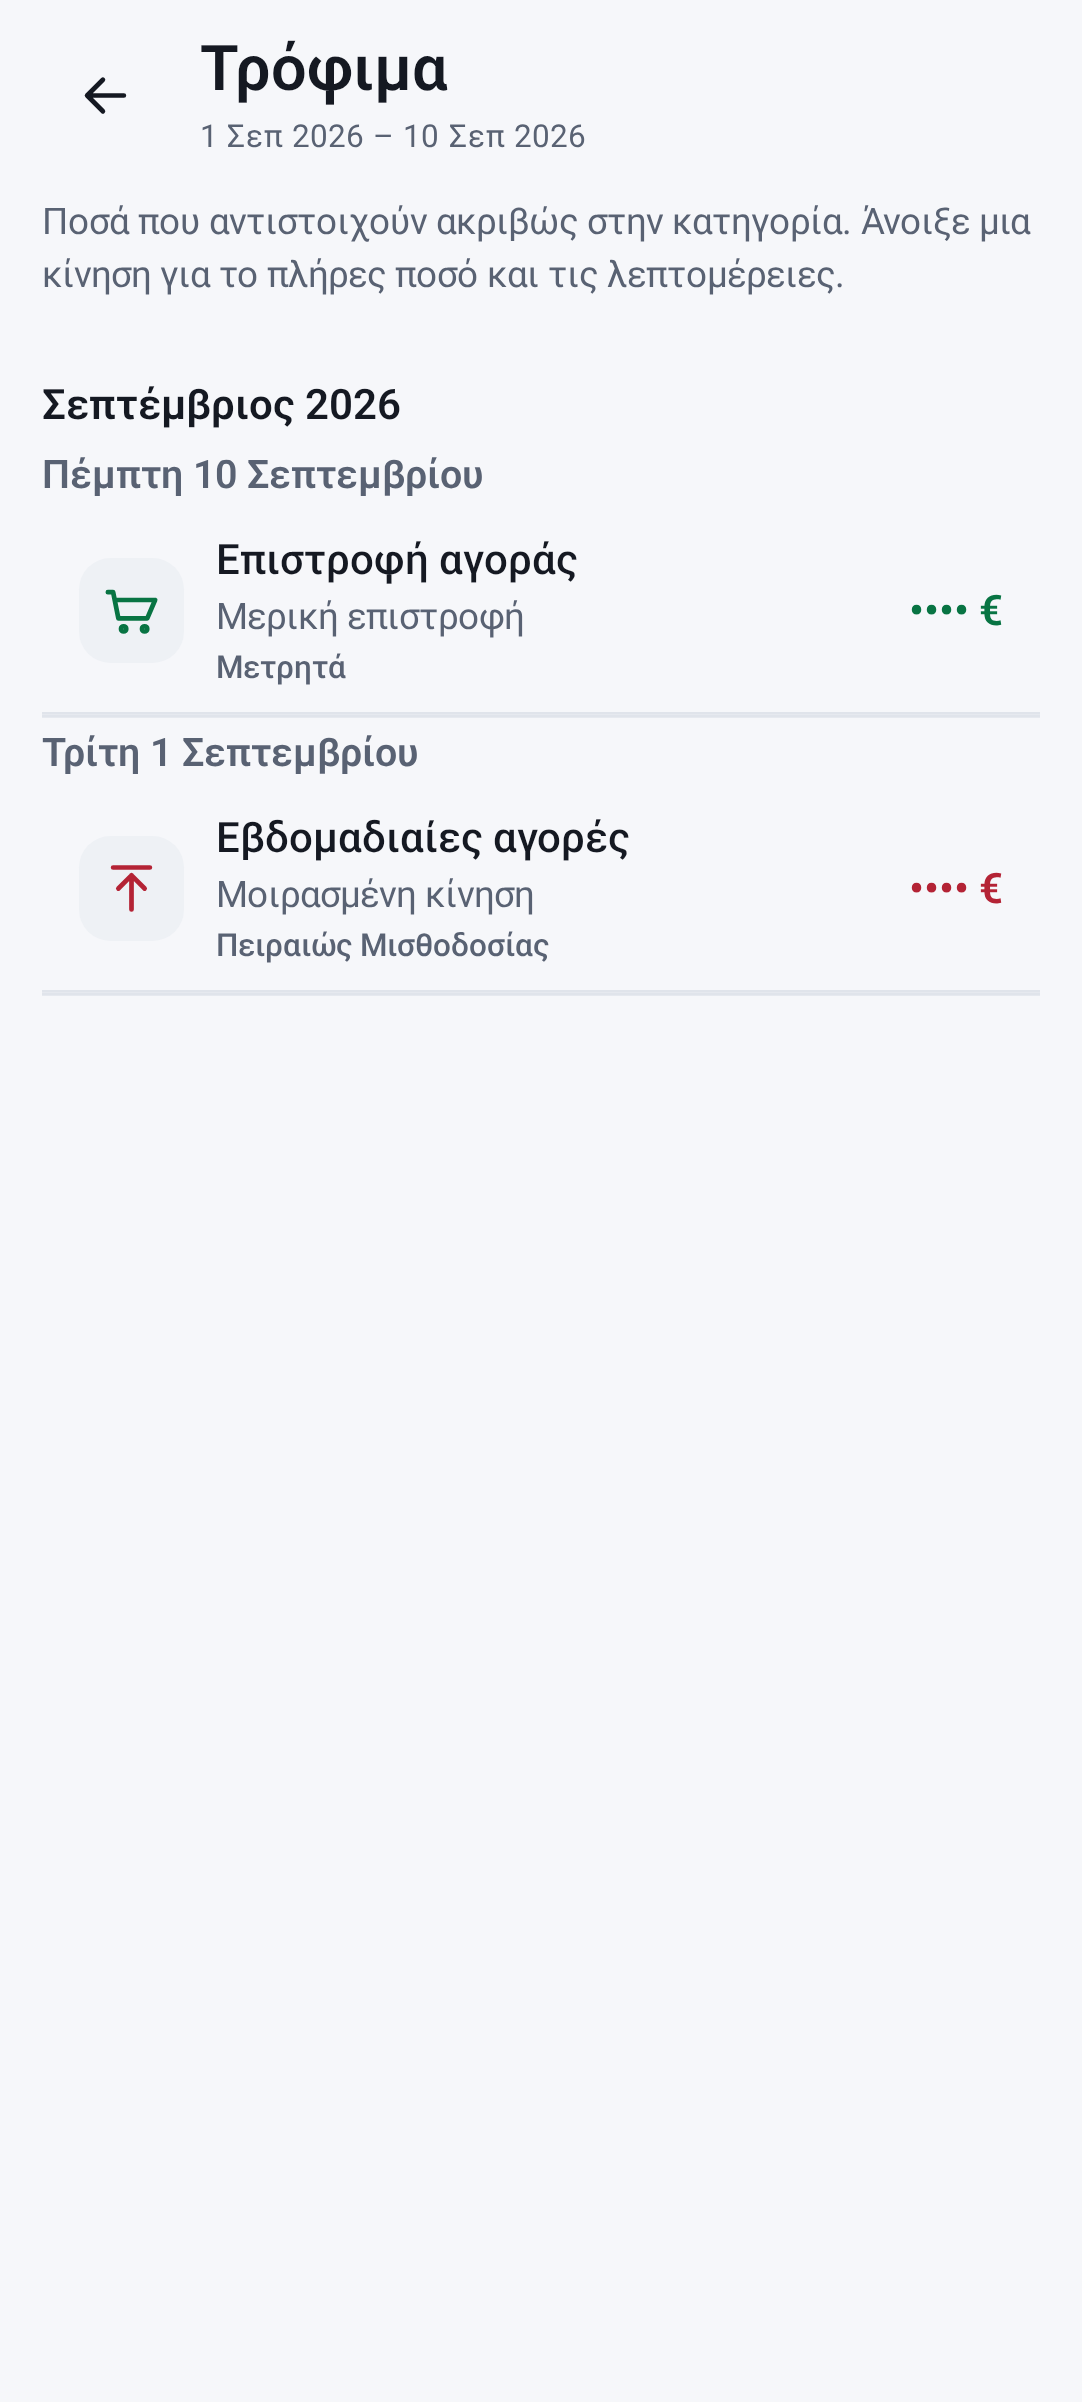 Τρόφιμα
1 Σεπ 2026 – 10 Σεπ 2026
Ποσά που αντιστοιχούν ακριβώς στην κατηγορία. Άνοιξε μια
κίνηση για το πλήρες ποσό και τις λεπτομέρειες.
Σεπτέμβριος 2026
Πέμπτη 10 Σεπτεμβρίου
Επιστροφή αγοράς
Μερική επιστροφή
•••• €
Μετρητά
Τρίτη 1 Σεπτεμβρίου
Εβδομαδιαίες αγορές
Μοιρασμένη κίνηση
•••• €
Πειραιώς Μισθοδοσίας